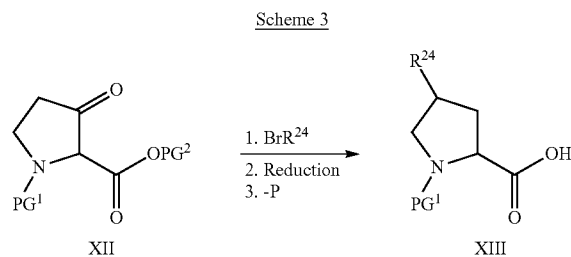 Scheme 3
O
OPG²
N
PG¹
O
XII
1. BrR²⁴
2. Reduction
3. -P
R²⁴
OH
N
PG¹
O
XIII